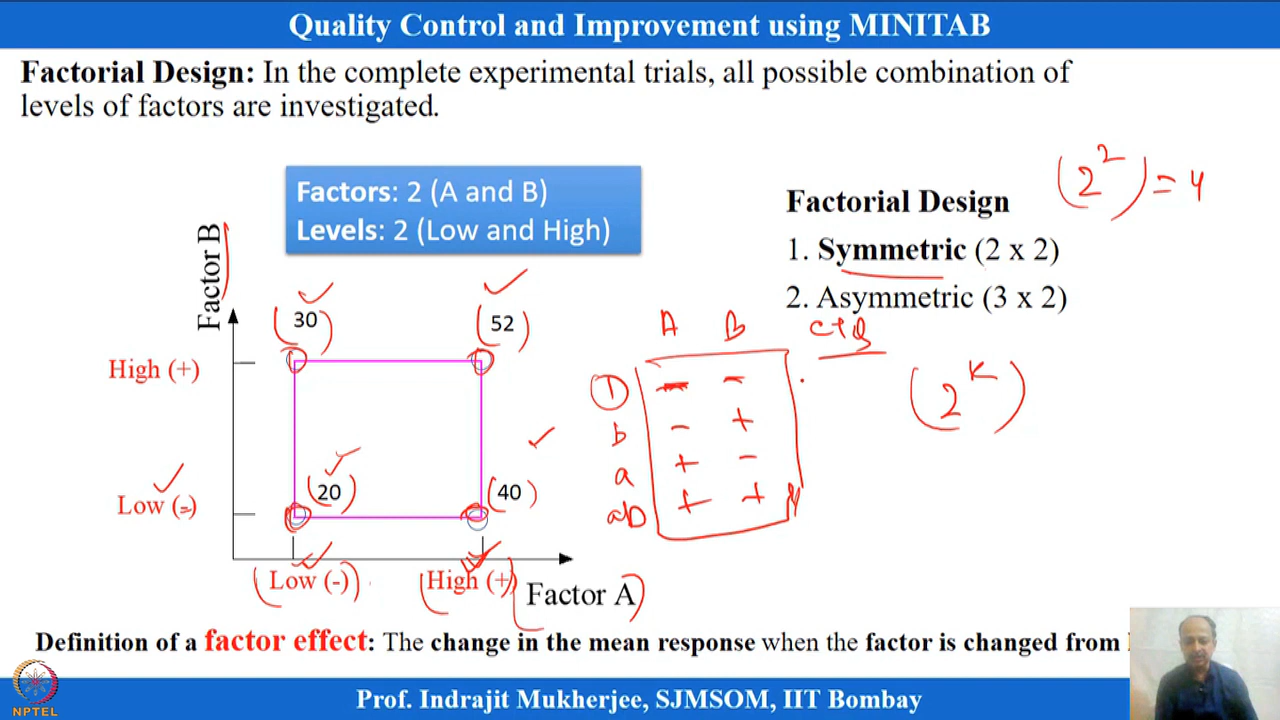 Quality Control and Improvement using MINITAB
Factorial Design: In the complete experimental trials, all possible combination of
levels of factors are investigated.
(2²) = 4
Factors: 2 (A and B)
Levels: 2 (Low and High)
Factorial Design
1. Symmetric (2 x 2)
2. Asymmetric (3 x 2)
Factor B
(30)
(52)
A B CTQ
High (+)
(1) - -
(2^K)
b - +
a + -
ab + +
(20)
(40)
Low (-)
(Low (-))
(High (+))
(Factor A)
Definition of a factor effect: The change in the mean response when the factor is changed from
NPTEL
Prof. Indrajit Mukherjee, SJMSOM, IIT Bombay